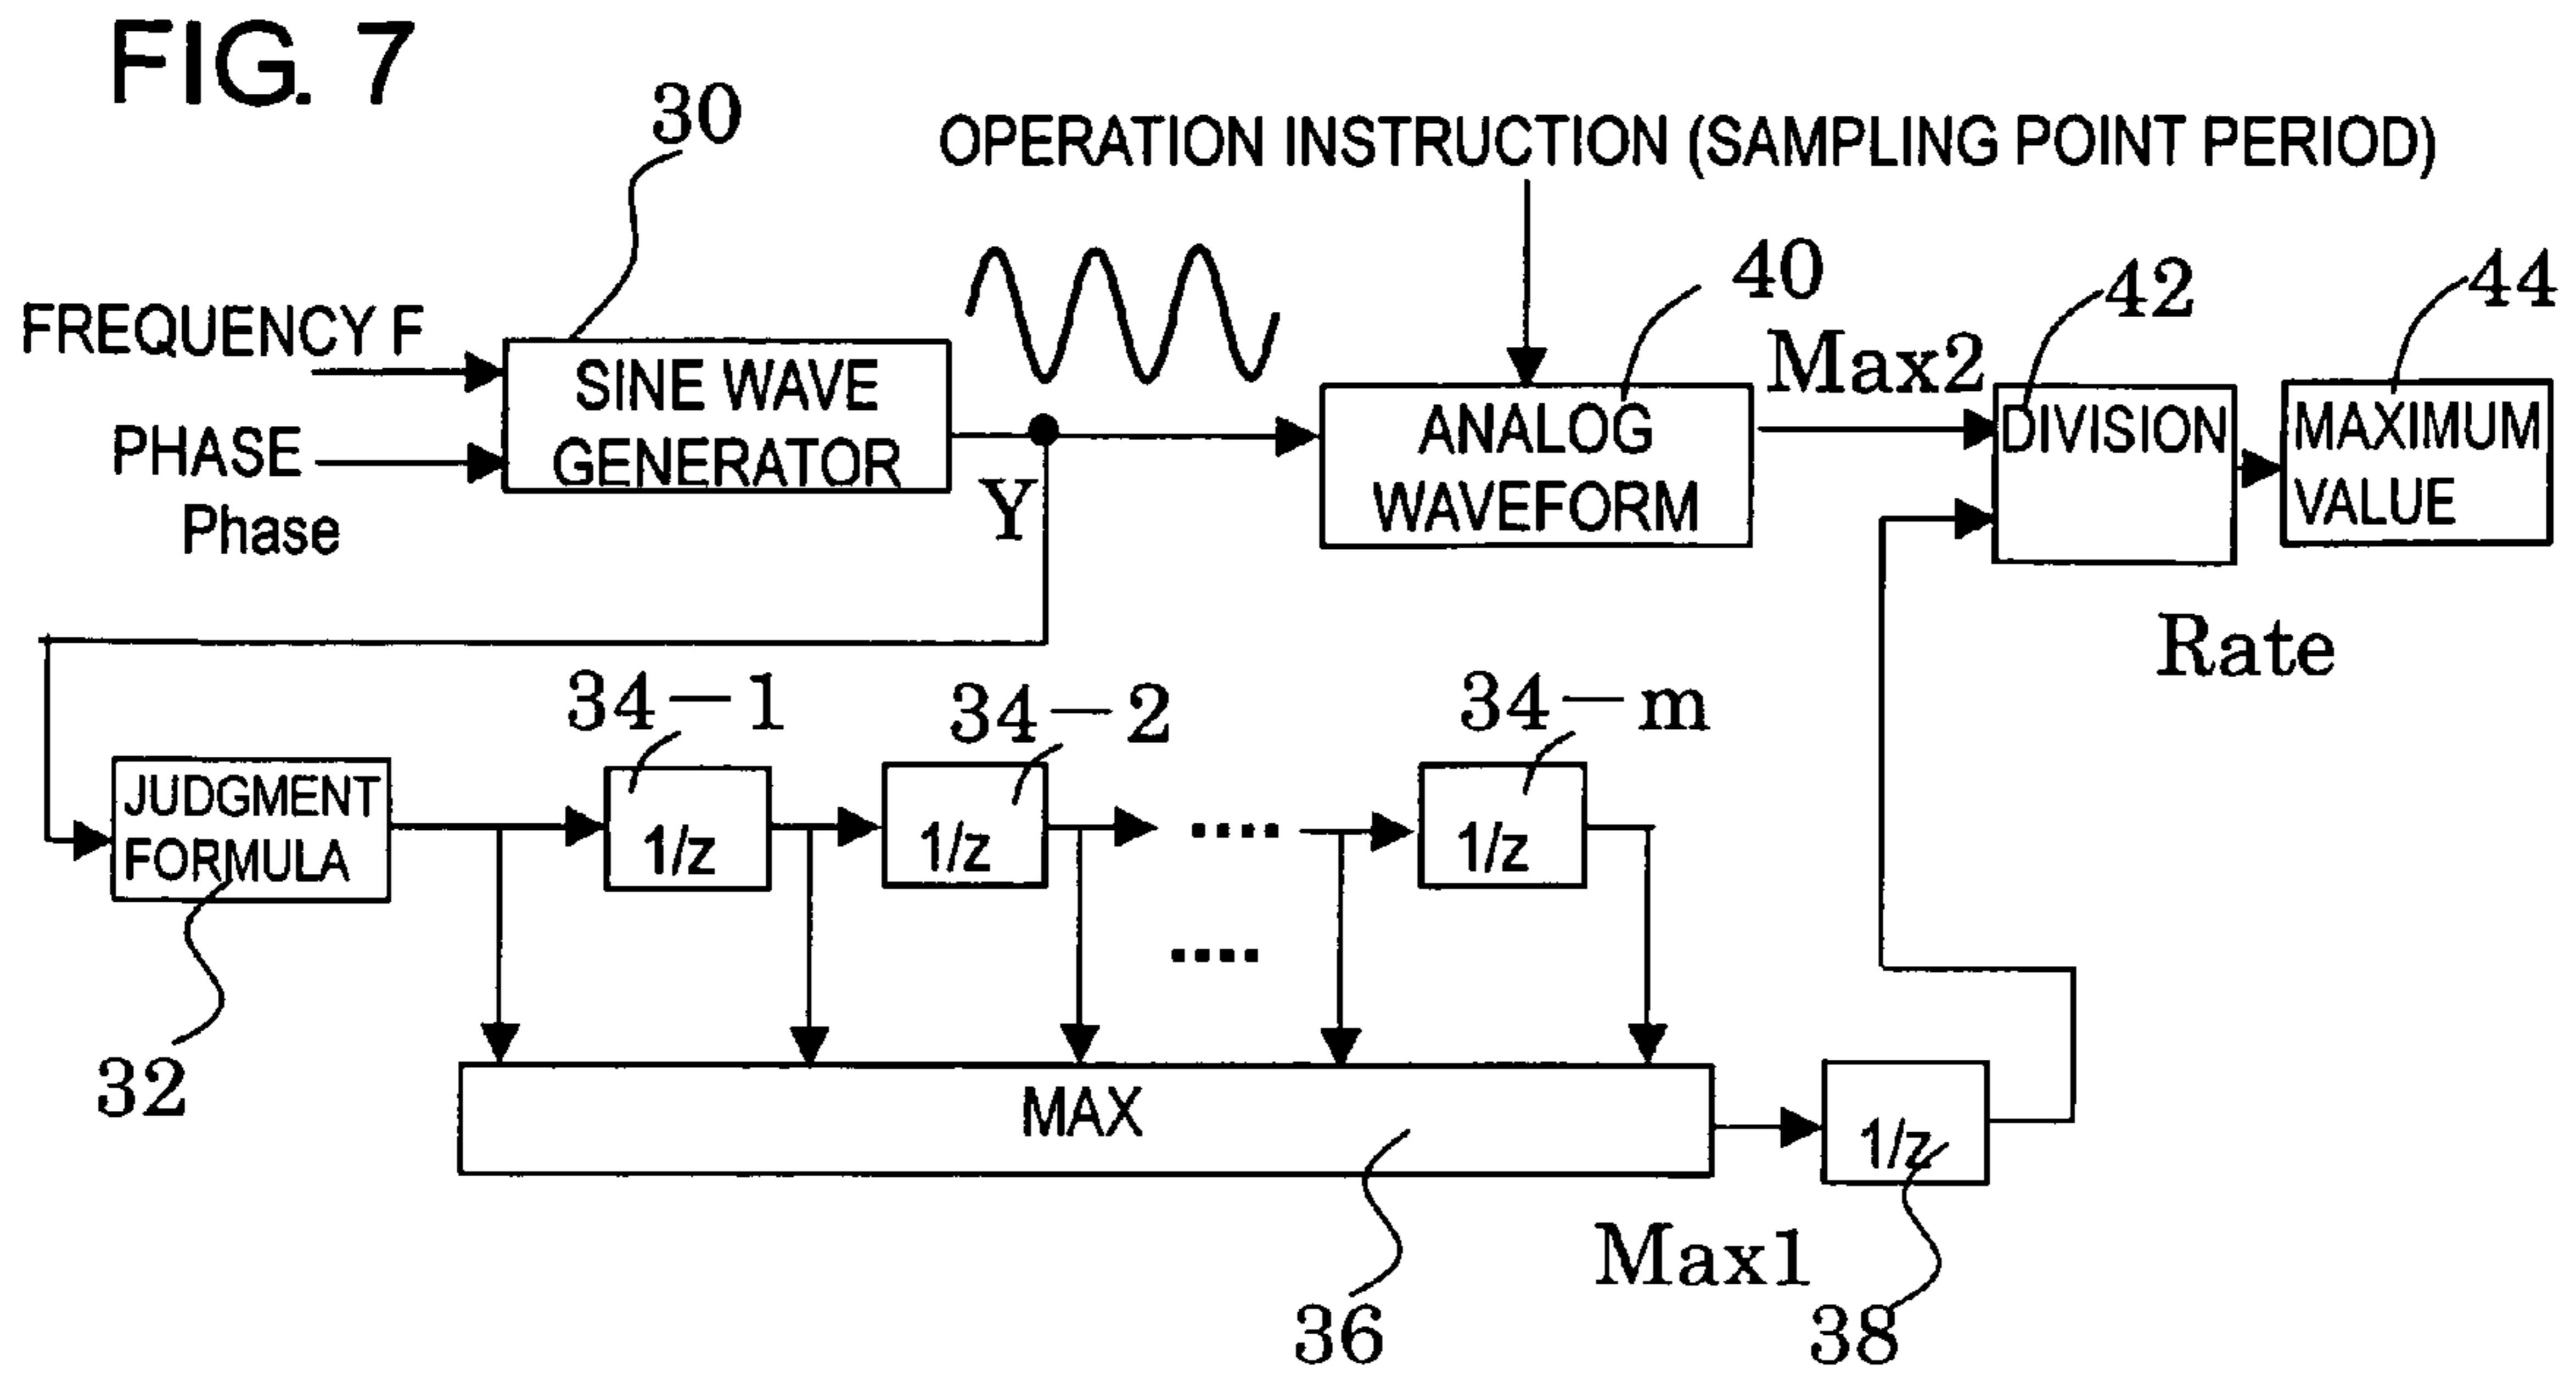 FIG. 7
30
OPERATION INSTRUCTION (SAMPLING POINT PERIOD)
FREQUENCY F
PHASE
Phase
SINE WAVE
GENERATOR
Y
40
ANALOG
WAVEFORM
Max2
42
DIVISION
44
MAXIMUM
VALUE
Rate
34-1
34-2
34-m
JUDGMENT
FORMULA
1/z
1/z
....
1/z
....
32
MAX
1/z
Max1
36
38